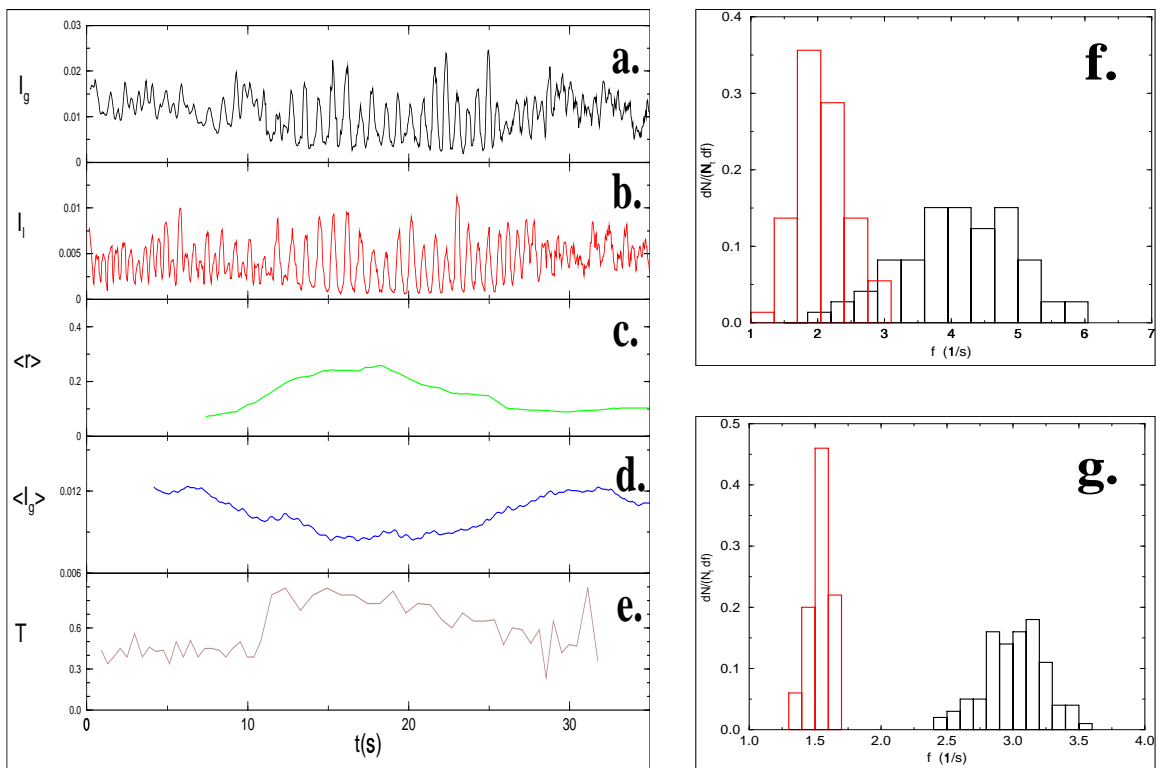 a.
I_g
0.03
0.02
0.01
0
b.
I_l
0.01
0.005
0
c.
<r>
0.4
0.2
0
d.
<I_g>
0.012
0.006
e.
T
0.6
0.3
0
0 10 20 30
t(s)
f.
dN/(N_t df)
0.4
0.3
0.2
0.1
0.0
1 2 3 4 5 6 7
f (1/s)
g.
dN/(N_t df)
0.5
0.4
0.3
0.2
0.1
0.0
1.0 1.5 2.0 2.5 3.0 3.5 4.0
f (1/s)